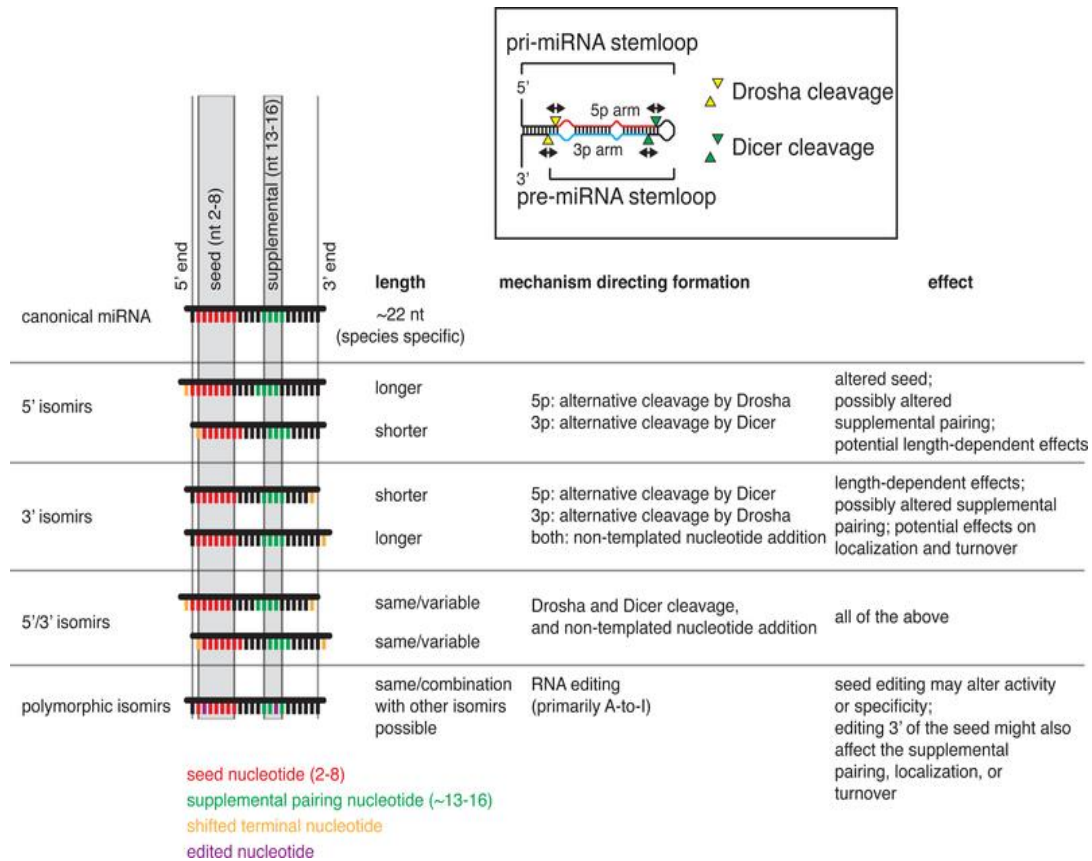 pri-miRNA stemloop
5’
5p arm
3p arm
3’
pre-miRNA stemloop
Drosha cleavage
Dicer cleavage
5’ end
seed (nt 2-8)
supplemental (nt 13-16)
3’ end
length
mechanism directing formation
effect
canonical miRNA
~22 nt
(species specific)
5’ isomirs
longer
shorter
5p: alternative cleavage by Drosha
3p: alternative cleavage by Dicer
altered seed;
possibly altered
supplemental pairing;
potential length-dependent effects
3’ isomirs
shorter
longer
5p: alternative cleavage by Dicer
3p: alternative cleavage by Drosha
both: non-templated nucleotide addition
length-dependent effects;
possibly altered supplemental
pairing; potential effects on
localization and turnover
5’/3’ isomirs
same/variable
same/variable
Drosha and Dicer cleavage,
and non-templated nucleotide addition
all of the above
polymorphic isomirs
same/combination
with other isomirs
possible
RNA editing
(primarily A-to-I)
seed editing may alter activity
or specificity;
editing 3’ of the seed might also
affect the supplemental
pairing, localization, or
turnover
seed nucleotide (2-8)
supplemental pairing nucleotide (~13-16)
shifted terminal nucleotide
edited nucleotide